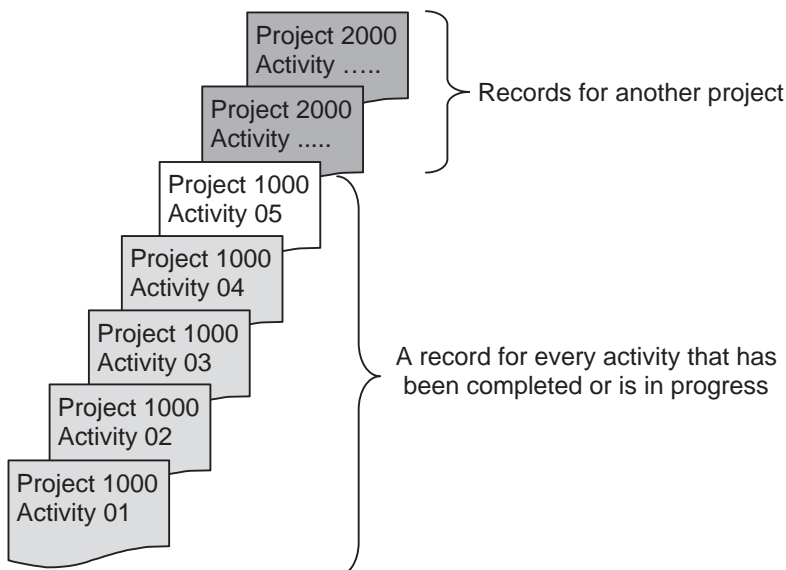 Project 2000
Activity …..
Records for another project
Project 2000
Activity .....
Project 1000
Activity 05
Project 1000
Activity 04
Project 1000
Activity 03
A record for every activity that has
been completed or is in progress
Project 1000
Activity 02
Project 1000
Activity 01